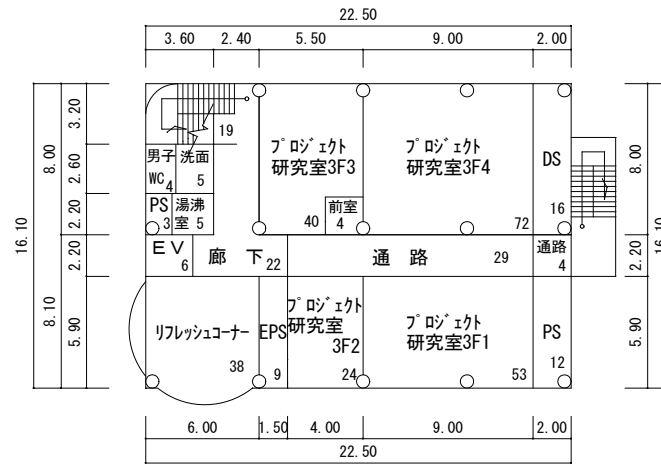 22.50
3.60 2.40 5.50 9.00 2.00
3.20
2.60
2.20
8.00
16.10
2.20
8.10
5.90
19
男子
WC 4
洗面
5
PS
3
湯沸
室 5
プロジェクト
研究室3F3
40
前室
4
プロジェクト
研究室3F4
72
DS
16
EV
6
廊下 22
通路 29
通路
4
リフレッシュコーナー
38
EPS
9
プロジェクト
研究室
3F2
24
プロジェクト
研究室3F1
53
PS
12
8.00
2.20
5.90
16.10
6.00 1.50 4.00 9.00 2.00
22.50